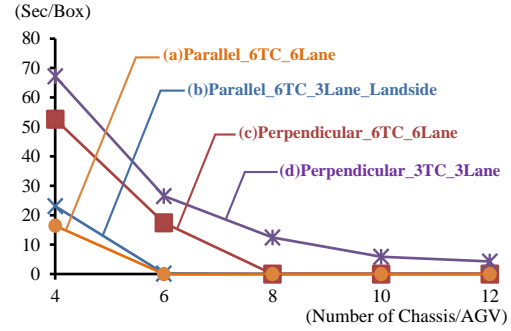 (Sec/Box)
80
70
60
50
40
30
20
10
0
(a)Parallel_6TC_6Lane
(b)Parallel_6TC_3Lane_Landside
(c)Perpendicular_6TC_6Lane
(d)Perpendicular_3TC_3Lane
4 6 8 10 12
(Number of Chassis/AGV)